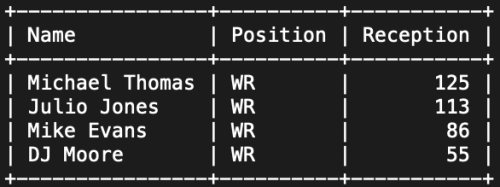 +-----------------+----------+-----------+
| Name            | Position | Reception |
+-----------------+----------+-----------+
| Michael Thomas  | WR       |       125 |
| Julio Jones     | WR       |       113 |
| Mike Evans      | WR       |        86 |
| DJ Moore        | WR       |        55 |
+-----------------+----------+-----------+